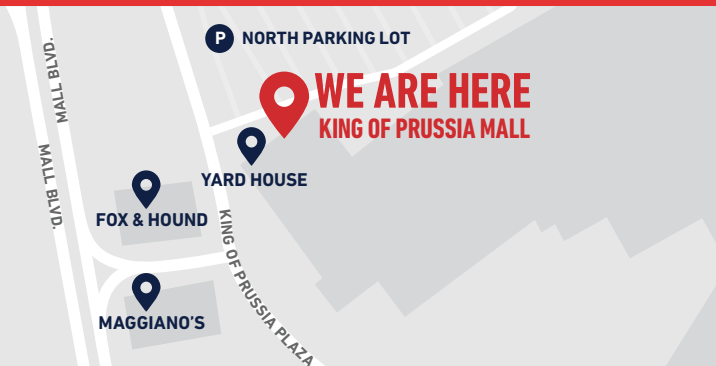 P NORTH PARKING LOT
MALL BLVD.
WE ARE HERE
KING OF PRUSSIA MALL
MALL BLVD.
YARD HOUSE
FOX & HOUND
KING OF PRUSSIA PLAZA
MAGGIANO'S